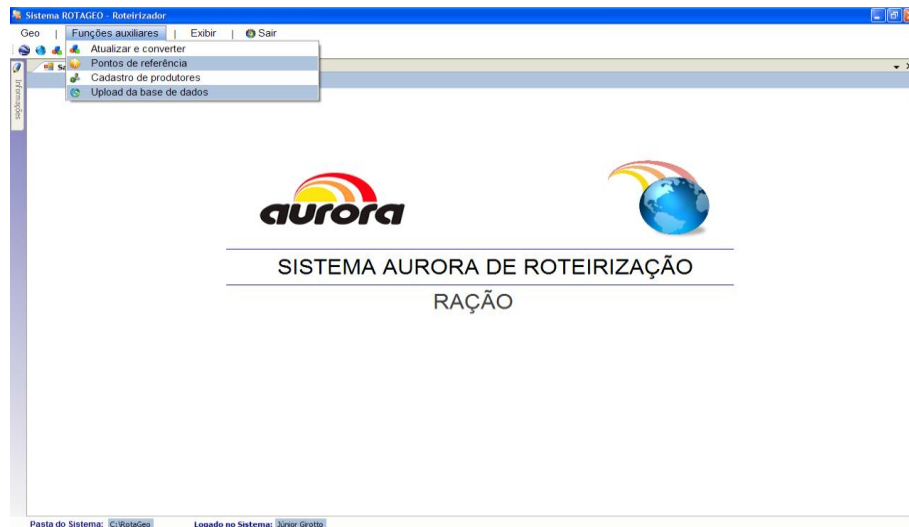 Sistema ROTAGEO - Roteirizador
Geo | Funções auxiliares | Exibir | Sair
Atualizar e converter
Pontos de referência
Cadastro de produtores
Upload da base de dados
Informações
aurora
SISTEMA AURORA DE ROTEIRIZAÇÃO
RAÇÃO
Pasta do Sistema: C:\RotaGeo Logado no Sistema: Júnior Girotto